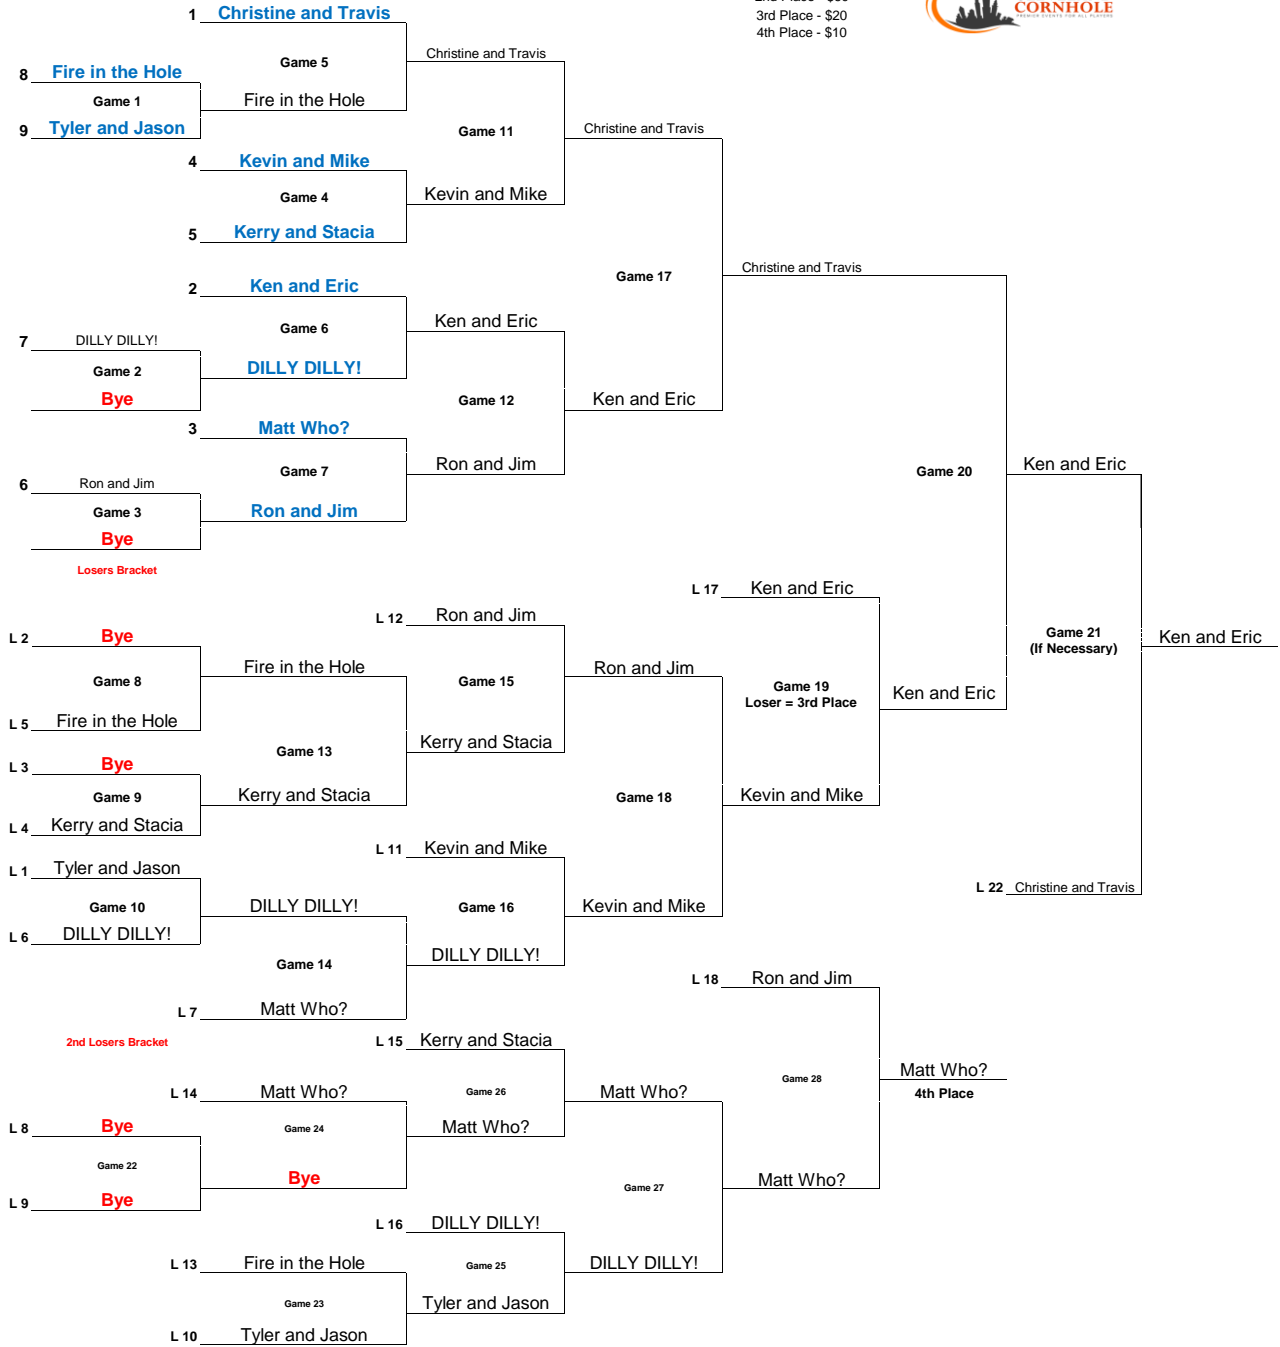 1 Christine and Travis
3rd Place - $20
4th Place - $10
CORNHOLE
PREMIER EVENTS FOR ALL PLAYERS
Christine and Travis
Game 5
8 Fire in the Hole
Game 1
Fire in the Hole
9 Tyler and Jason
Game 11
Christine and Travis
4 Kevin and Mike
Game 4
Kevin and Mike
5 Kerry and Stacia
Game 17
Christine and Travis
2 Ken and Eric
Game 6
Ken and Eric
7 DILLY DILLY!
Game 2
DILLY DILLY!
Bye
Game 12
Ken and Eric
3 Matt Who?
Game 7
Ron and Jim
Game 20
Ken and Eric
6 Ron and Jim
Game 3
Ron and Jim
Bye
Losers Bracket
L 17 Ken and Eric
L 12 Ron and Jim
L 2 Bye
Game 21
(If Necessary)
Ken and Eric
Fire in the Hole
Game 8
Game 15
Ron and Jim
Game 19
Loser = 3rd Place
Ken and Eric
L 5 Fire in the Hole
Game 13
Kerry and Stacia
L 3 Bye
Game 9
Kerry and Stacia
Game 18
Kevin and Mike
L 4 Kerry and Stacia
L 11 Kevin and Mike
L 1 Tyler and Jason
L 22 Christine and Travis
Game 10
DILLY DILLY!
Game 16
Kevin and Mike
L 6 DILLY DILLY!
Game 14
DILLY DILLY!
L 18 Ron and Jim
L 7 Matt Who?
2nd Losers Bracket
L 15 Kerry and Stacia
Game 28
Matt Who?
4th Place
L 14 Matt Who?
Game 26
Matt Who?
L 8 Bye
Game 24
Matt Who?
Game 22
Bye
Game 27
Matt Who?
L 9 Bye
L 16 DILLY DILLY!
L 13 Fire in the Hole
Game 25
DILLY DILLY!
Game 23
Tyler and Jason
L 10 Tyler and Jason